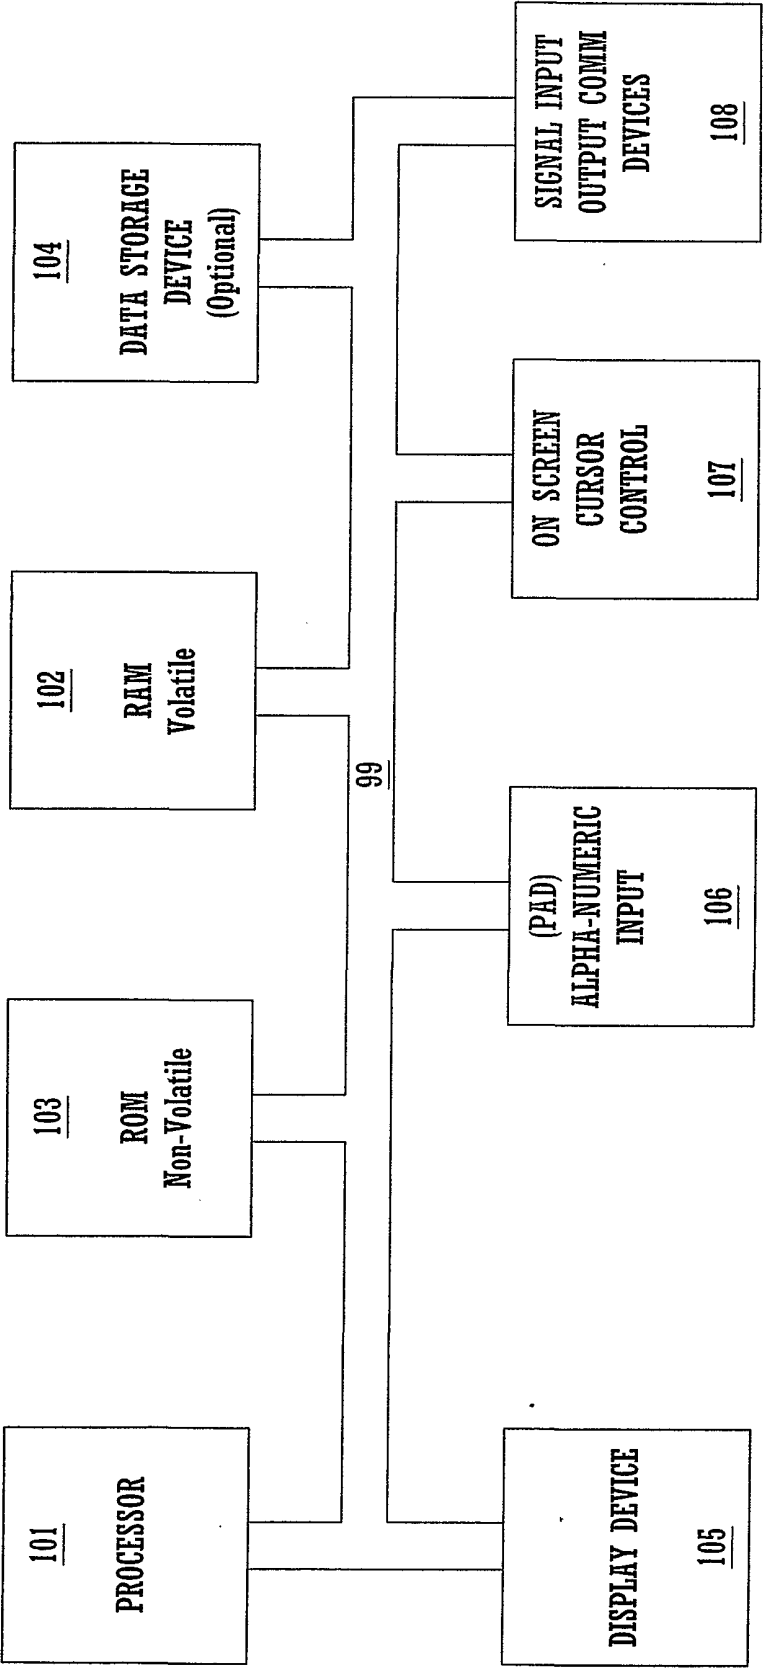 101
PROCESSOR
103
ROM
Non-Volatile
102
RAM
Volatile
104
DATA STORAGE
DEVICE
(Optional)
99
DISPLAY DEVICE
105
(PAD)
ALPHA-NUMERIC
INPUT
106
ON SCREEN
CURSOR
CONTROL
107
SIGNAL INPUT
OUTPUT COMM
DEVICES
108